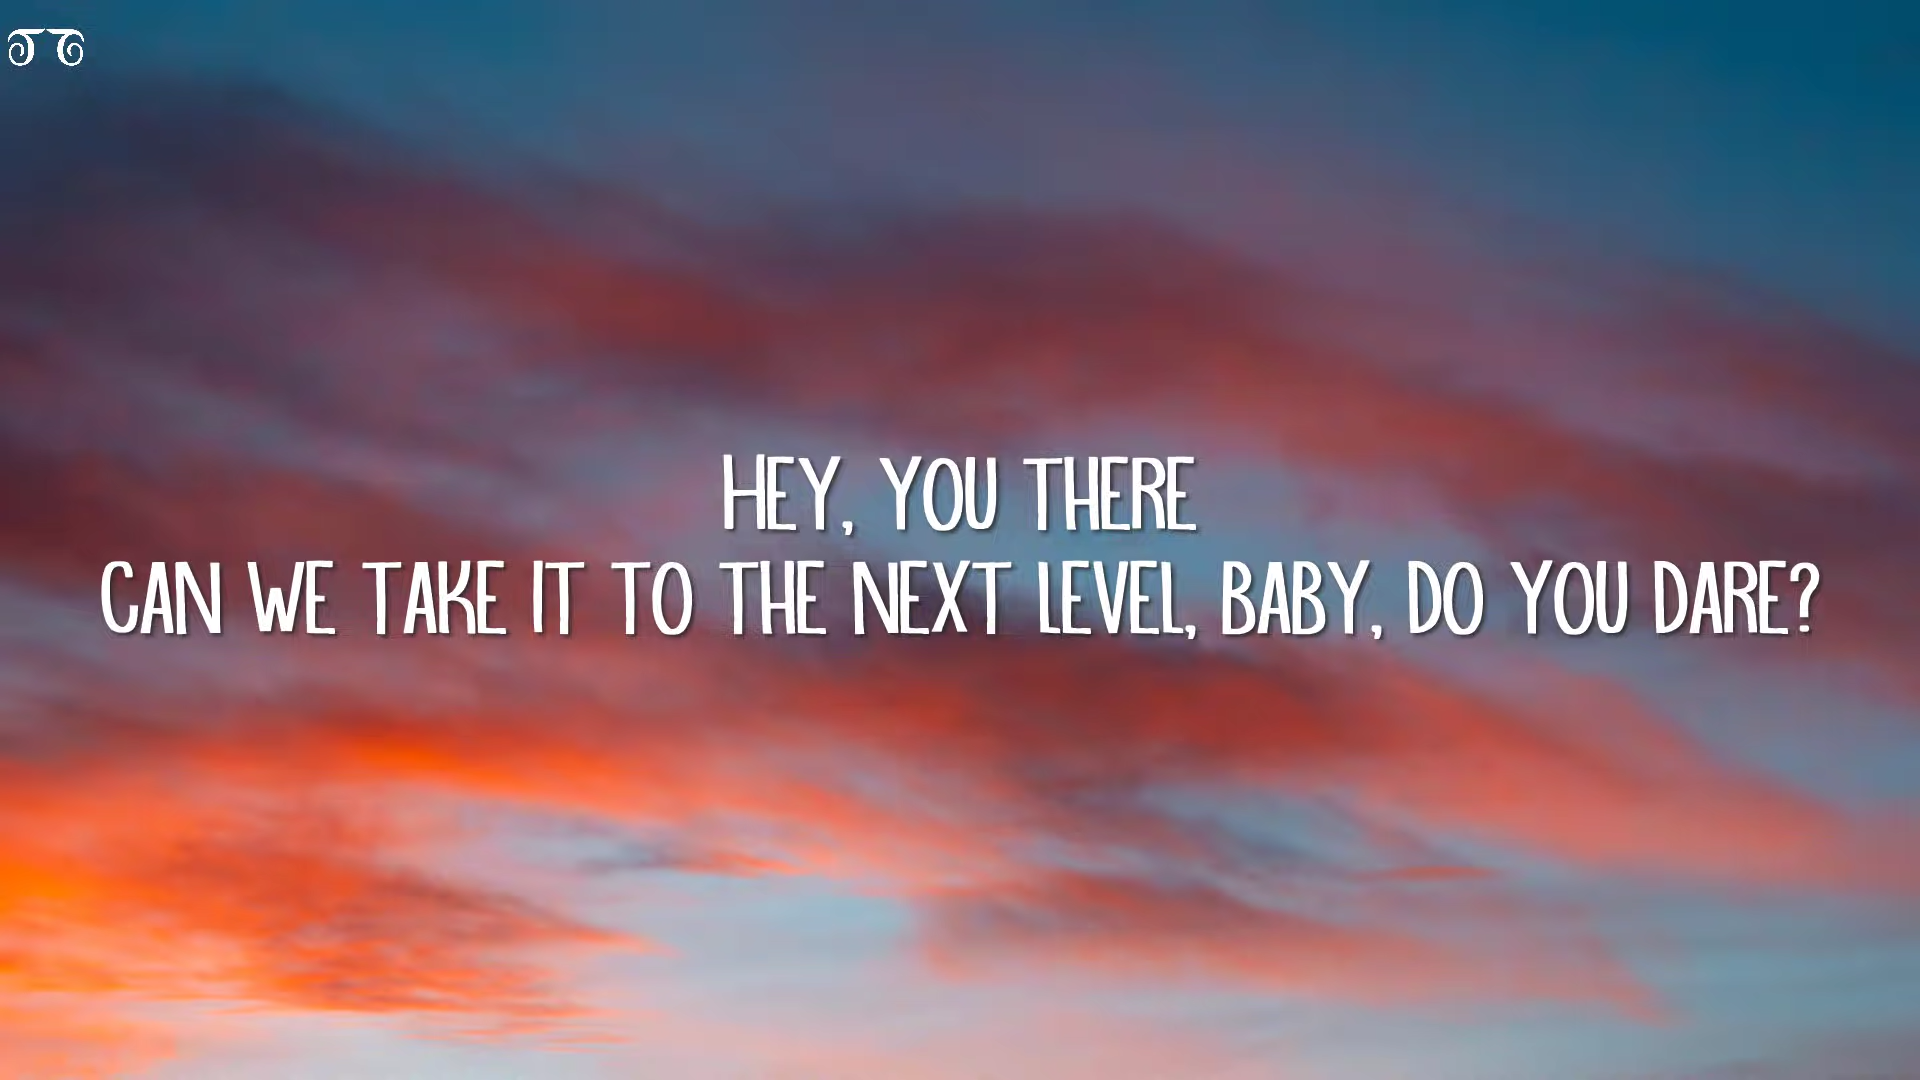 HEY, YOU THERE
CAN WE TAKE IT TO THE NEXT LEVEL, BABY, DO YOU DARE?